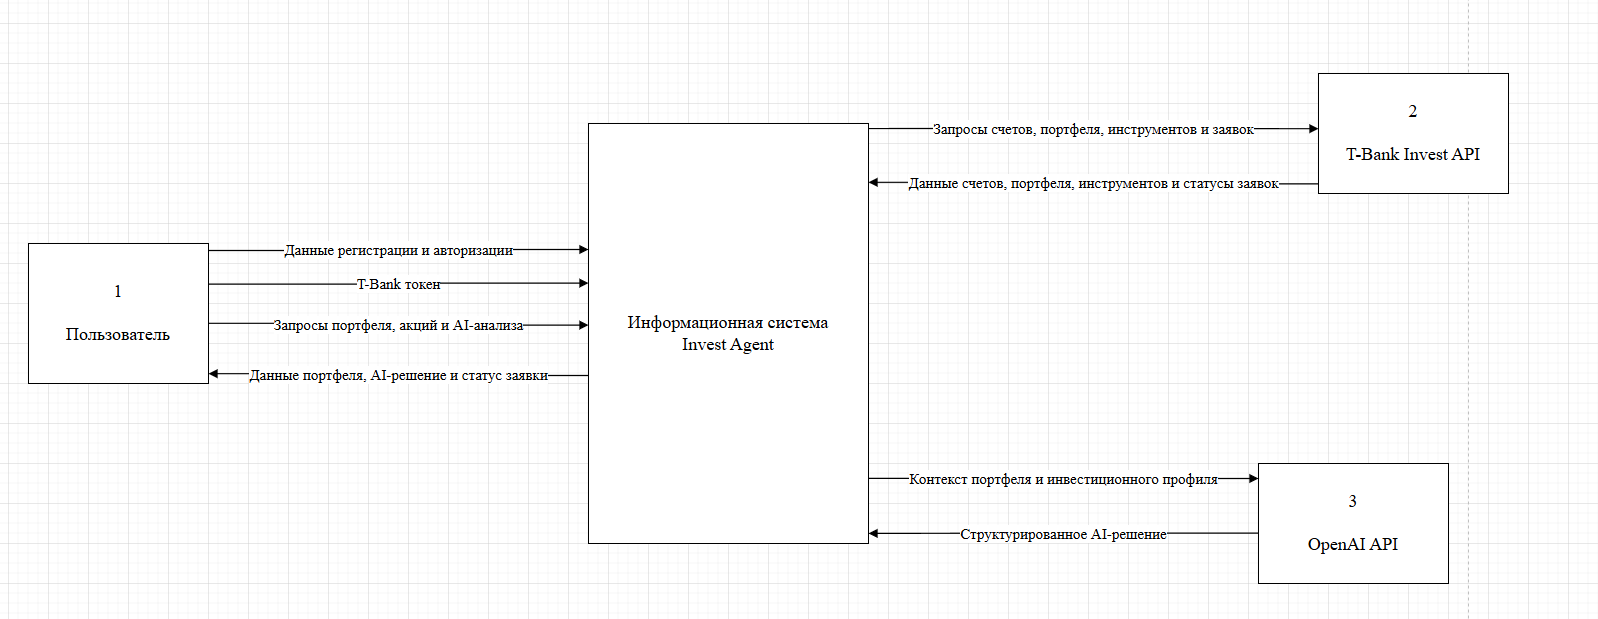 1
Пользователь
Данные регистрации и авторизации
T-Bank токен
Запросы портфеля, акций и AI-анализа
Данные портфеля, AI-решение и статус заявки
Информационная система
Invest Agent
Запросы счетов, портфеля, инструментов и заявок
Данные счетов, портфеля, инструментов и статусы заявок
2
T-Bank Invest API
Контекст портфеля и инвестиционного профиля
Структурированное AI-решение
3
OpenAI API